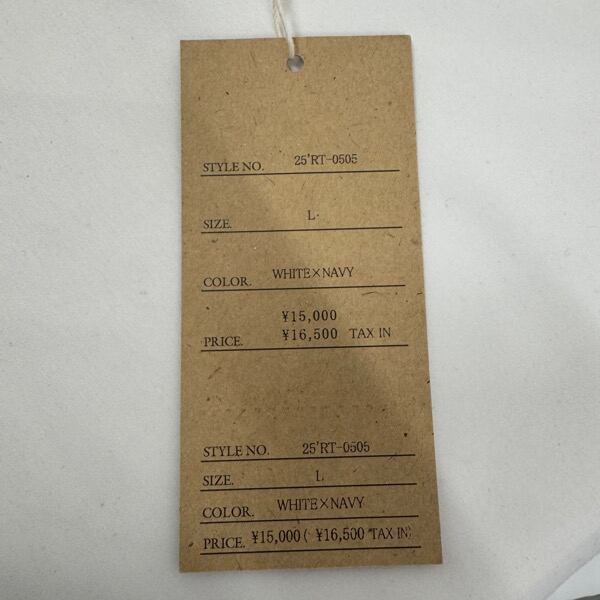 STYLE NO. 25'RT-0505
SIZE. L
COLOR. WHITE×NAVY
¥15,000
PRICE. ¥16,500 TAX IN
STYLE NO. 25'RT-0505
SIZE. L
COLOR. WHITE×NAVY
PRICE. ¥15,000( ¥16,500 TAX IN)